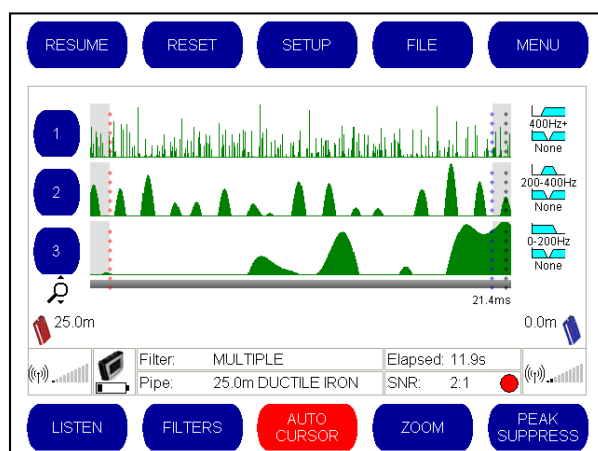 RESUME RESET SETUP FILE MENU
1
400Hz+
None
2
200-400Hz
None
3
0-200Hz
None
21.4ms
25.0m 0.0m
Filter: MULTIPLE Elapsed: 11.9s
Pipe: 25.0m DUCTILE IRON SNR: 2:1
LISTEN FILTERS AUTO CURSOR ZOOM PEAK SUPPRESS